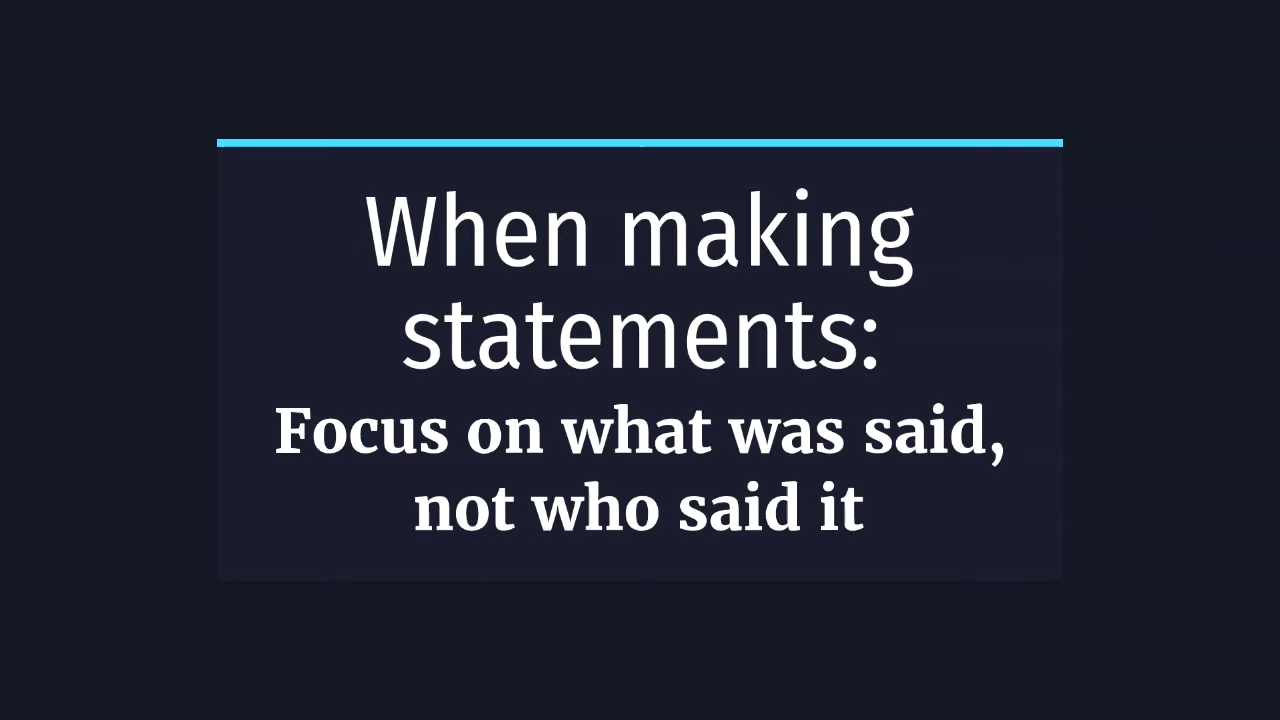 When making
statements:
Focus on what was said,
not who said it